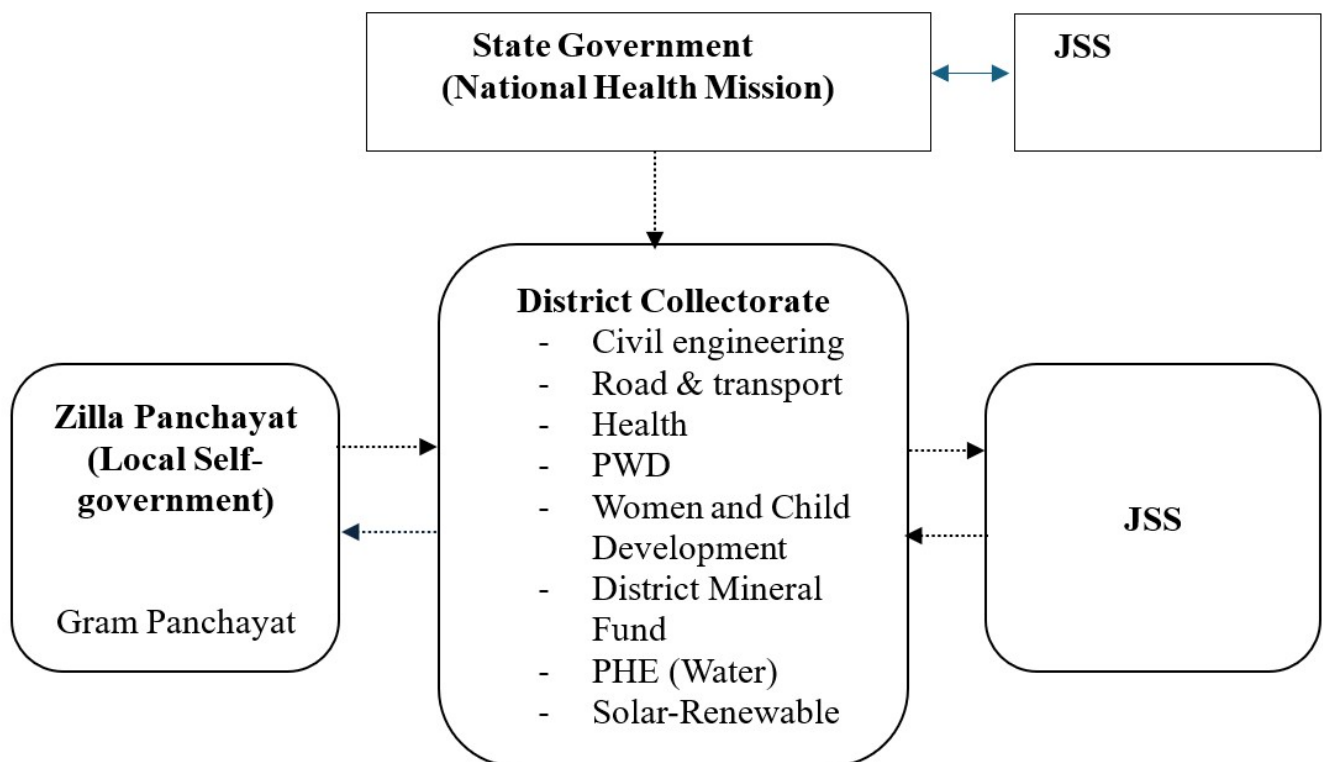 State Government
(National Health Mission)
JSS
District Collectorate
- Civil engineering
- Road & transport
- Health
- PWD
- Women and Child
Development
- District Mineral
Fund
- PHE (Water)
- Solar-Renewable
Zilla Panchayat
(Local Self-
government)
Gram Panchayat
JSS